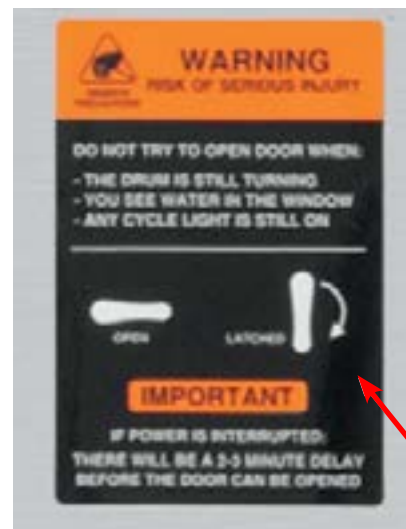 WARNING
RISK OF SERIOUS INJURY
DO NOT TRY TO OPEN DOOR WHEN:
- THE DRUM IS STILL TURNING
- YOU SEE WATER IN THE WINDOW
- ANY CYCLE LIGHT IS STILL ON
OPEN
LATCHED
IMPORTANT
IF POWER IS INTERRUPTED:
THERE WILL BE A 2-3 MINUTE DELAY
BEFORE THE DOOR CAN BE OPENED